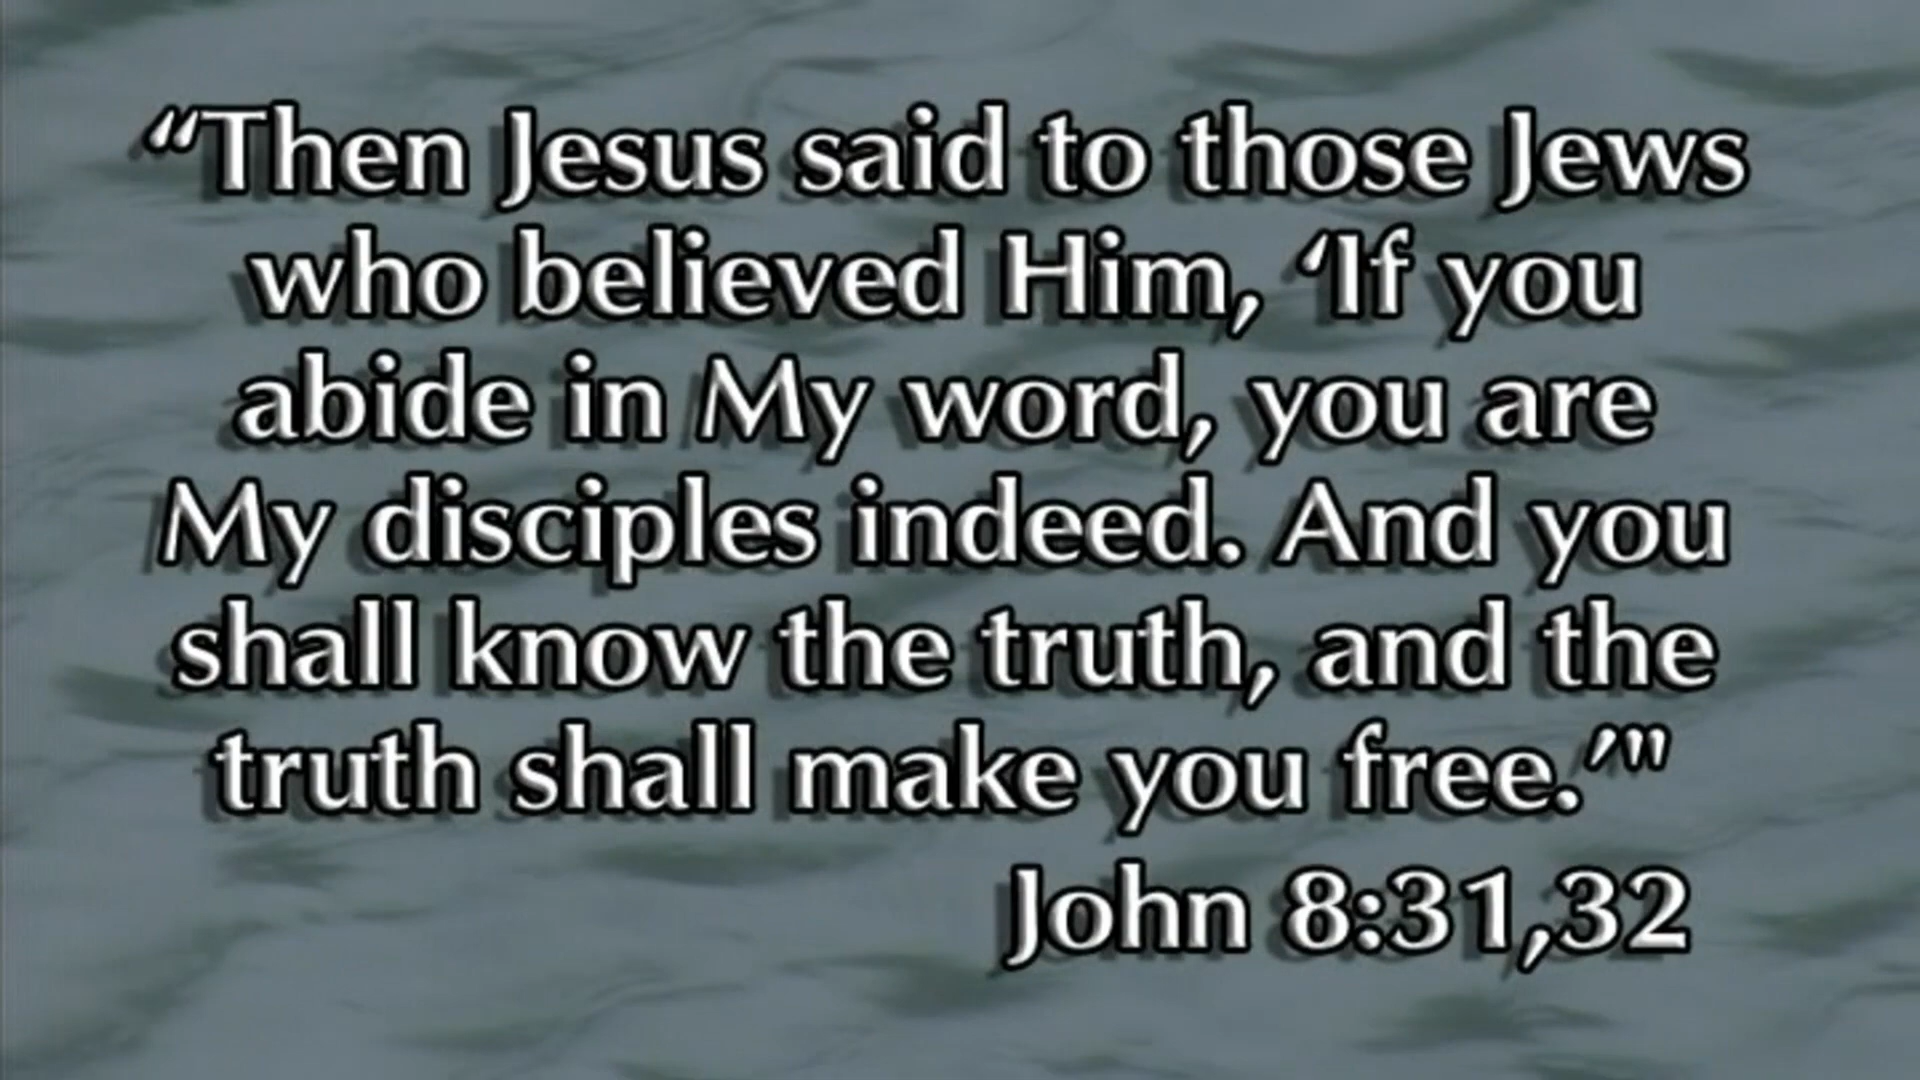 “Then Jesus said to those Jews
who believed Him, ‘If you
abide in My word, you are
My disciples indeed. And you
shall know the truth, and the
truth shall make you free.’"
John 8:31,32